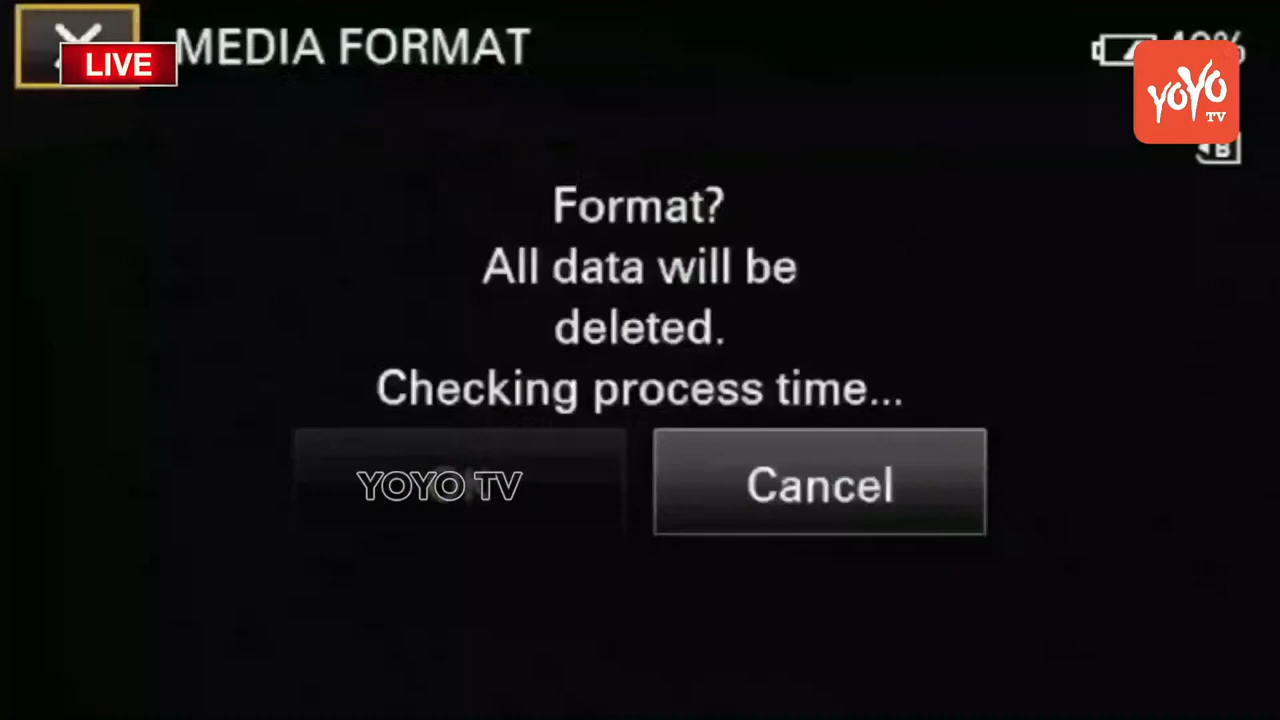 MEDIA FORMAT
LIVE
YOYO
TV
B
Format?
All data will be
deleted.
Checking process time...
YOYO TV
Cancel